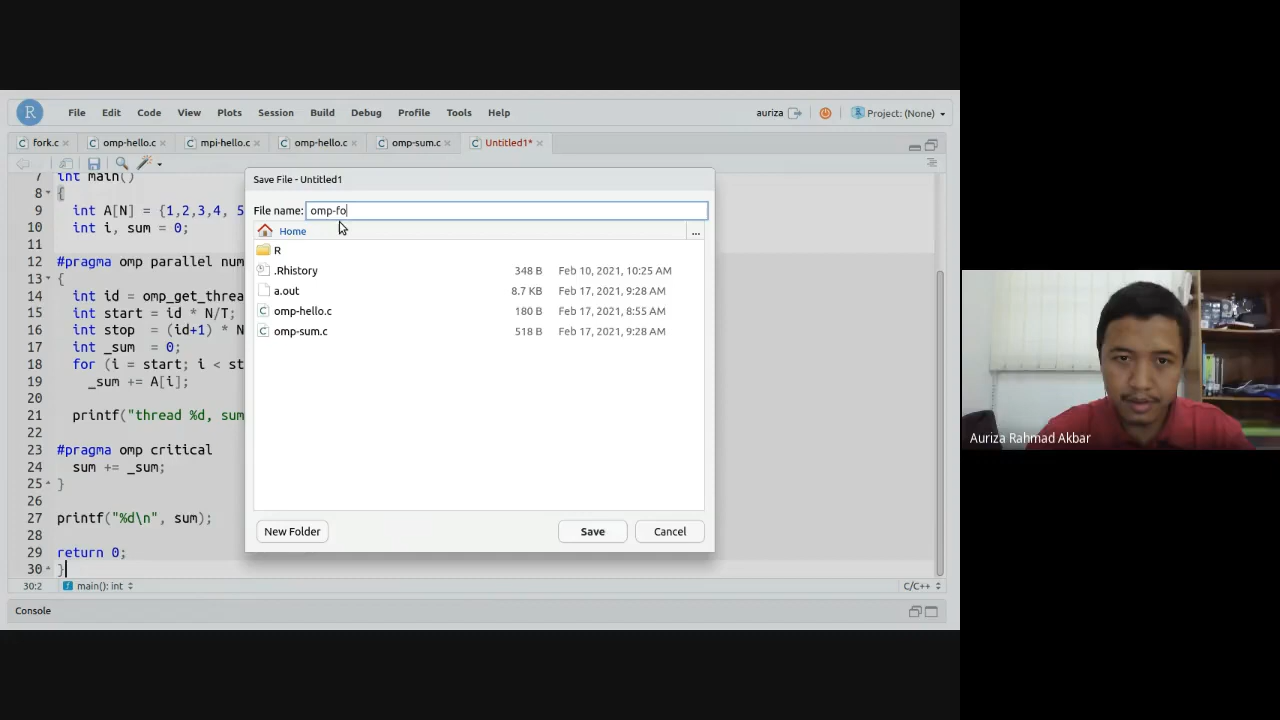 R File Edit Code View Plots Session Build Debug Profile Tools Help auriza Project: (None)
fork.c omp-hello.c mpi-hello.c omp-hello.c omp-sum.c Untitled1*
Save File - Untitled1
File name: omp-fo
Home ...
R
.Rhistory 348 B Feb 10, 2021, 10:25 AM
a.out 8.7 KB Feb 17, 2021, 9:28 AM
omp-hello.c 180 B Feb 17, 2021, 8:55 AM
omp-sum.c 518 B Feb 17, 2021, 9:28 AM
New Folder Save Cancel
7 int main()
8 {
9 int A[N] = {1,2,3,4, 5
10 int i, sum = 0;
11
12 #pragma omp parallel num
13 {
14 int id = omp_get_threa
15 int start = id * N/T;
16 int stop = (id+1) * N
17 int _sum = 0;
18 for (i = start; i < st
19 _sum += A[i];
20
21 printf("thread %d, sum
22
23 #pragma omp critical
24 sum += _sum;
25 }
26
27 printf("%d\n", sum);
28
29 return 0;
30 }
30:2 main(): int C/C++
Console
Auriza Rahmad Akbar